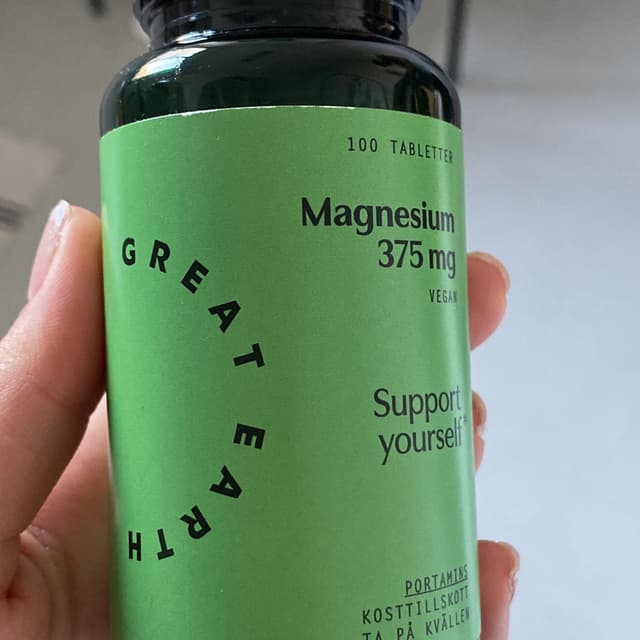 100 TABLETTER
Magnesium
375 mg
VEGAN
GREAT EARTH
Support
yourself*
PORTAMINS
KOSTTILLSKOTT
TA PÅ KVÄLLEN